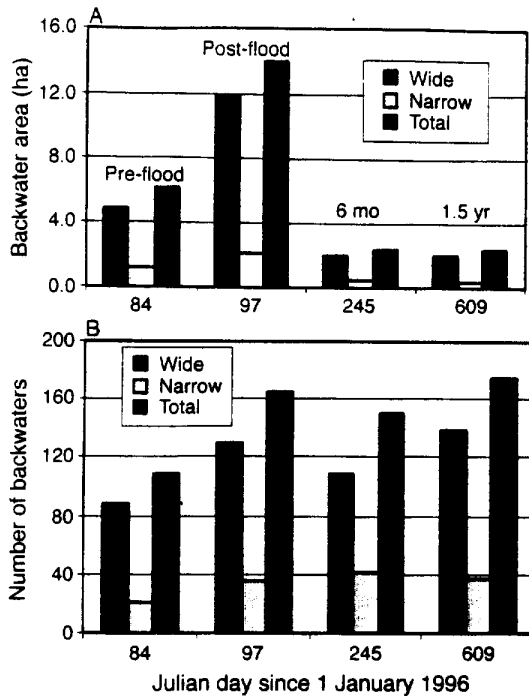 A
Backwater area (ha)
16.0
12.0
8.0
4.0
0.0
Pre-flood
Post-flood
6 mo
1.5 yr
Wide
Narrow
Total
84
97
245
609
B
Number of backwaters
200
160
120
80
40
0
Wide
Narrow
Total
84
97
245
609
Julian day since 1 January 1996